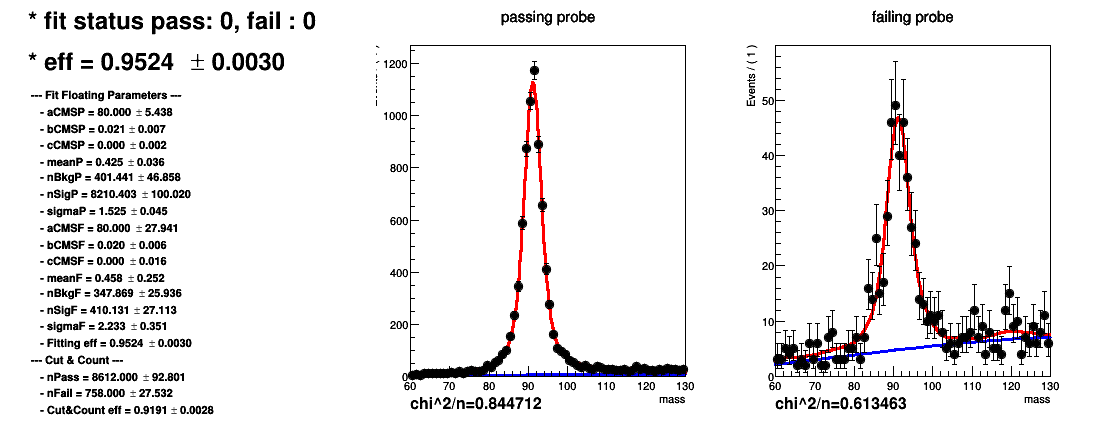 * fit status pass: 0, fail : 0
* eff = 0.9524 ± 0.0030
--- Fit Floating Parameters ---
- aCMSP = 80.000 ± 5.438
- bCMSP = 0.021 ± 0.007
- cCMSP = 0.000 ± 0.002
- meanP = 0.425 ± 0.036
- nBkgP = 401.441 ± 46.858
- nSigP = 8210.403 ± 100.020
- sigmaP = 1.525 ± 0.045
- aCMSF = 80.000 ± 27.941
- bCMSF = 0.020 ± 0.006
- cCMSF = 0.000 ± 0.016
- meanF = 0.458 ± 0.252
- nBkgF = 347.869 ± 25.936
- nSigF = 410.131 ± 27.113
- sigmaF = 2.233 ± 0.351
- Fitting eff = 0.9524 ± 0.0030
--- Cut & Count ---
- nPass = 8612.000 ± 92.801
- nFail = 758.000 ± 27.532
- Cut&Count eff = 0.9191 ± 0.0028
passing probe
1200
1000
800
600
400
200
0
60 70 80 90 100 110 120 130
mass
chi^2/n=0.844712
failing probe
Events / ( 1 )
50
40
30
20
10
0
60 70 80 90 100 110 120 130
mass
chi^2/n=0.613463